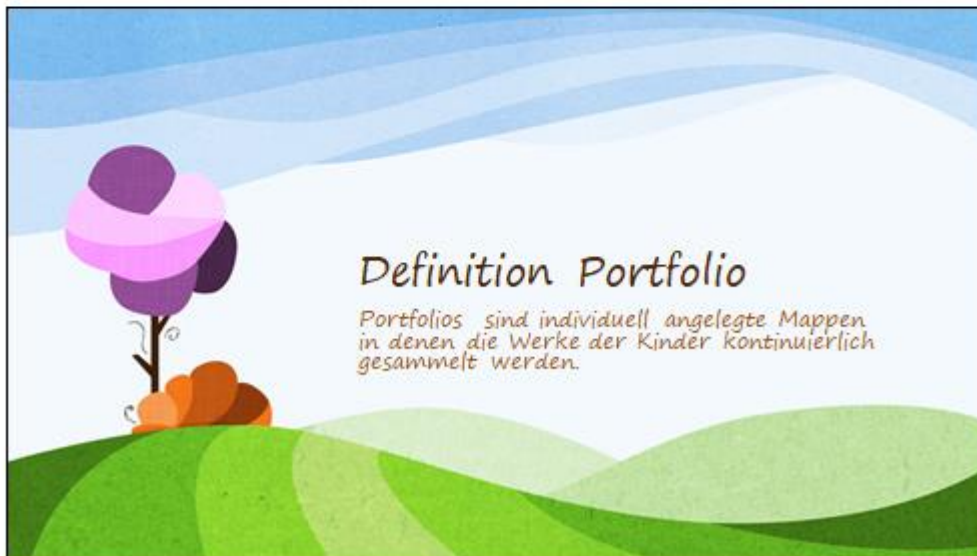 Definition Portfolio
Portfolios sind individuell angelegte Mappen
in denen die Werke der Kinder kontinuierlich
gesammelt werden.